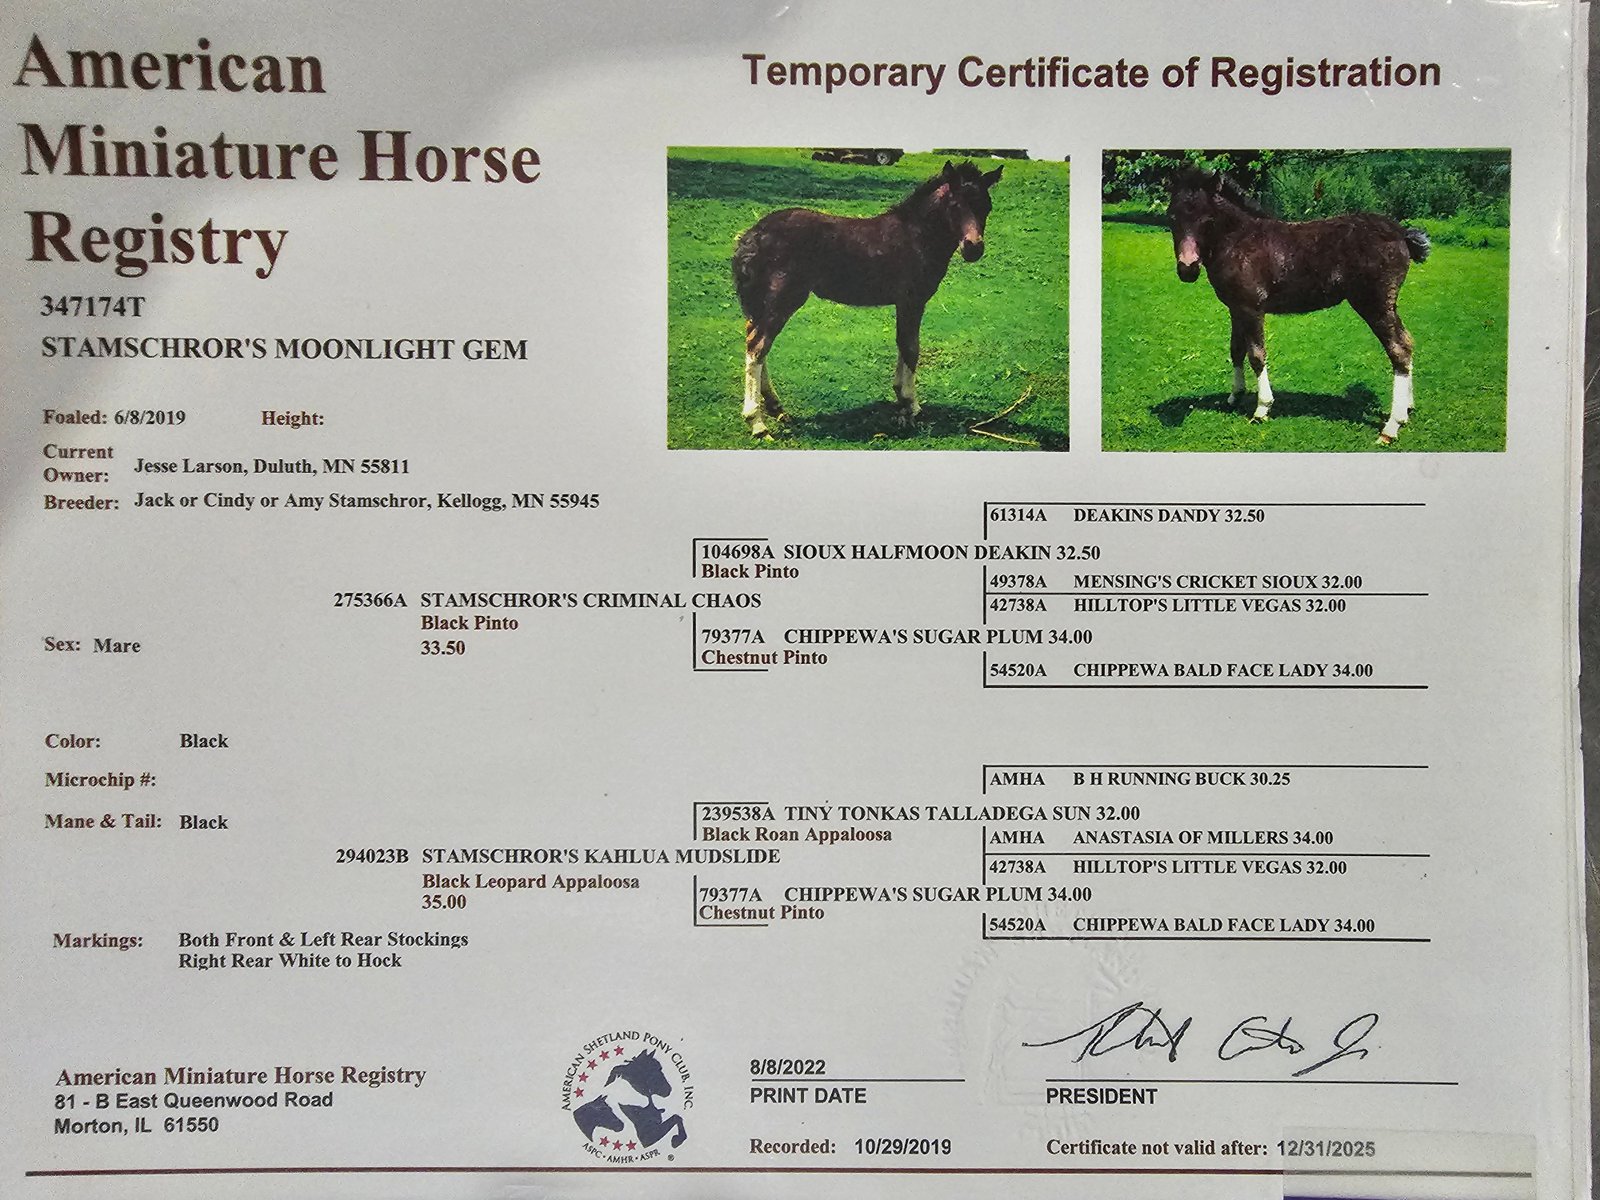 American
Miniature Horse
Registry
Temporary Certificate of Registration
347174T
STAMSCHROR'S MOONLIGHT GEM
Foaled: 6/8/2019 Height:
Current
Owner: Jesse Larson, Duluth, MN 55811
Breeder: Jack or Cindy or Amy Stamschror, Kellogg, MN 55945
61314A DEAKINS DANDY 32.50
104698A SIOUX HALFMOON DEAKIN 32.50
Black Pinto
49378A MENSING'S CRICKET SIOUX 32.00
275366A STAMSCHROR'S CRIMINAL CHAOS
Black Pinto
33.50
42738A HILLTOP'S LITTLE VEGAS 32.00
79377A CHIPPEWA'S SUGAR PLUM 34.00
Chestnut Pinto
54520A CHIPPEWA BALD FACE LADY 34.00
Sex: Mare
Color: Black
Microchip #:
Mane & Tail: Black
AMHA B H RUNNING BUCK 30.25
239538A TINY TONKAS TALLADEGA SUN 32.00
Black Roan Appaloosa
AMHA ANASTASIA OF MILLERS 34.00
294023B STAMSCHROR'S KAHLUA MUDSLIDE
Black Leopard Appaloosa
35.00
42738A HILLTOP'S LITTLE VEGAS 32.00
79377A CHIPPEWA'S SUGAR PLUM 34.00
Chestnut Pinto
54520A CHIPPEWA BALD FACE LADY 34.00
Markings: Both Front & Left Rear Stockings
Right Rear White to Hock
American Miniature Horse Registry
81 - B East Queenwood Road
Morton, IL 61550
AMERICAN SHETLAND PONY CLUB, INC.
ASPC • AMHR • ASPR ®
8/8/2022
PRINT DATE
PRESIDENT
Recorded: 10/29/2019
Certificate not valid after: 12/31/2025